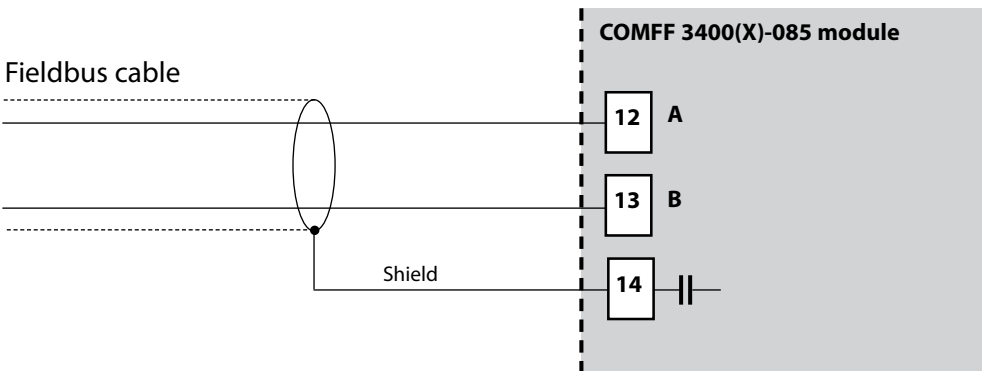 COMFF 3400(X)-085 module
Fieldbus cable
12 A
13 B
Shield
14